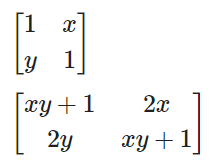 [1 x]
[y 1]
[xy + 1 2x]
[2y xy + 1]